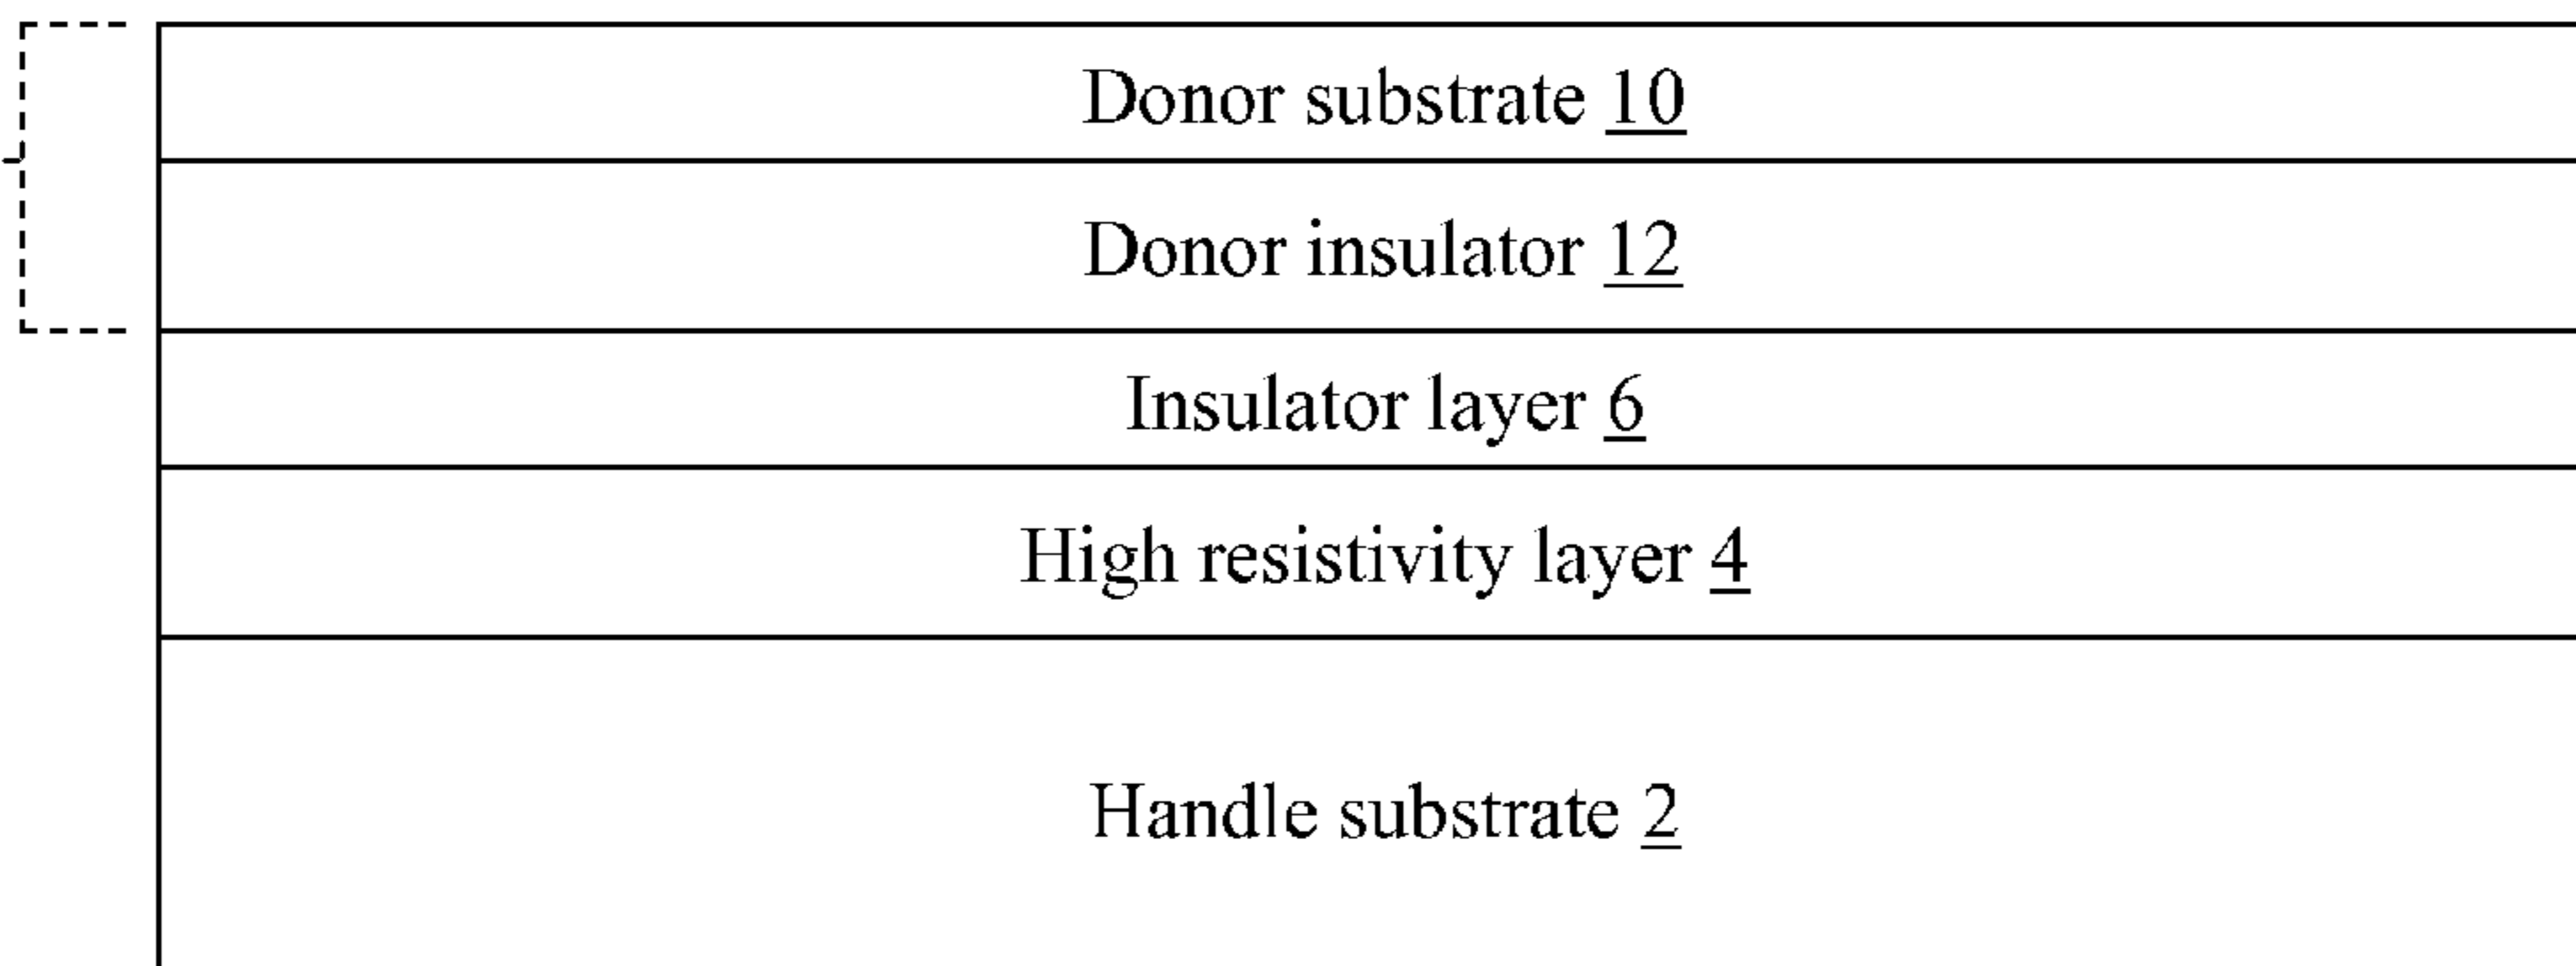 Donor substrate 10
Donor insulator 12
Insulator layer 6
High resistivity layer 4
Handle substrate 2